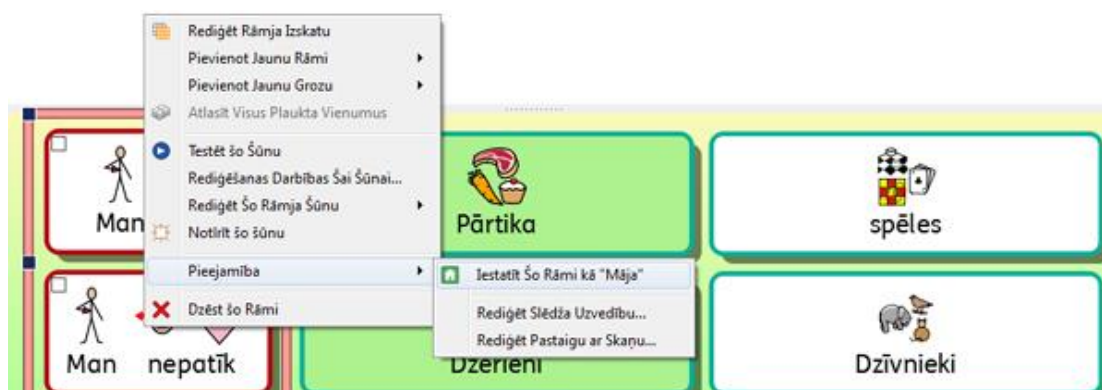 Rediģēt Rāmja Izskatu
Pievienot Jaunu Rāmi
Pievienot Jaunu Grozu
Atlasīt Visus Plaukta Vienumus
Testēt šo Šūnu
Rediģēšanas Darbības Šai Šūnai...
Rediģēt Šo Rāmja Šūnu
Notīrīt šo šūnu
Pieejamība
Dzēst šo Rāmi
Iestatīt Šo Rāmi kā "Māja"
Rediģēt Slēdža Uzvedību...
Rediģēt Pastaigu ar Skaņu...
Man
Pārtika
spēles
Man nepatīk
Dzērieni
Dzīvnieki